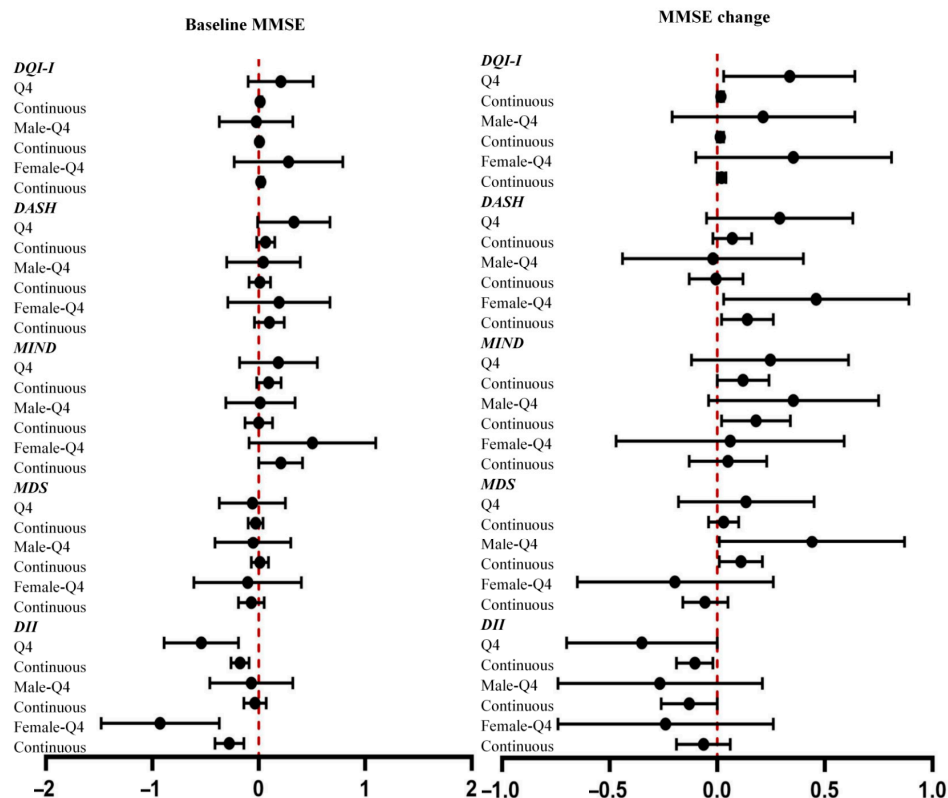 Baseline MMSE
DQI-I
Q4
Continuous
Male-Q4
Continuous
Female-Q4
Continuous
DASH
Q4
Continuous
Male-Q4
Continuous
Female-Q4
Continuous
MIND
Q4
Continuous
Male-Q4
Continuous
Female-Q4
Continuous
MDS
Q4
Continuous
Male-Q4
Continuous
Female-Q4
Continuous
DII
Q4
Continuous
Male-Q4
Continuous
Female-Q4
Continuous
−2 −1 0 1 2
MMSE change
DQI-I
Q4
Continuous
Male-Q4
Continuous
Female-Q4
Continuous
DASH
Q4
Continuous
Male-Q4
Continuous
Female-Q4
Continuous
MIND
Q4
Continuous
Male-Q4
Continuous
Female-Q4
Continuous
MDS
Q4
Continuous
Male-Q4
Continuous
Female-Q4
Continuous
DII
Q4
Continuous
Male-Q4
Continuous
Female-Q4
Continuous
−1.0 −0.5 0.0 0.5 1.0